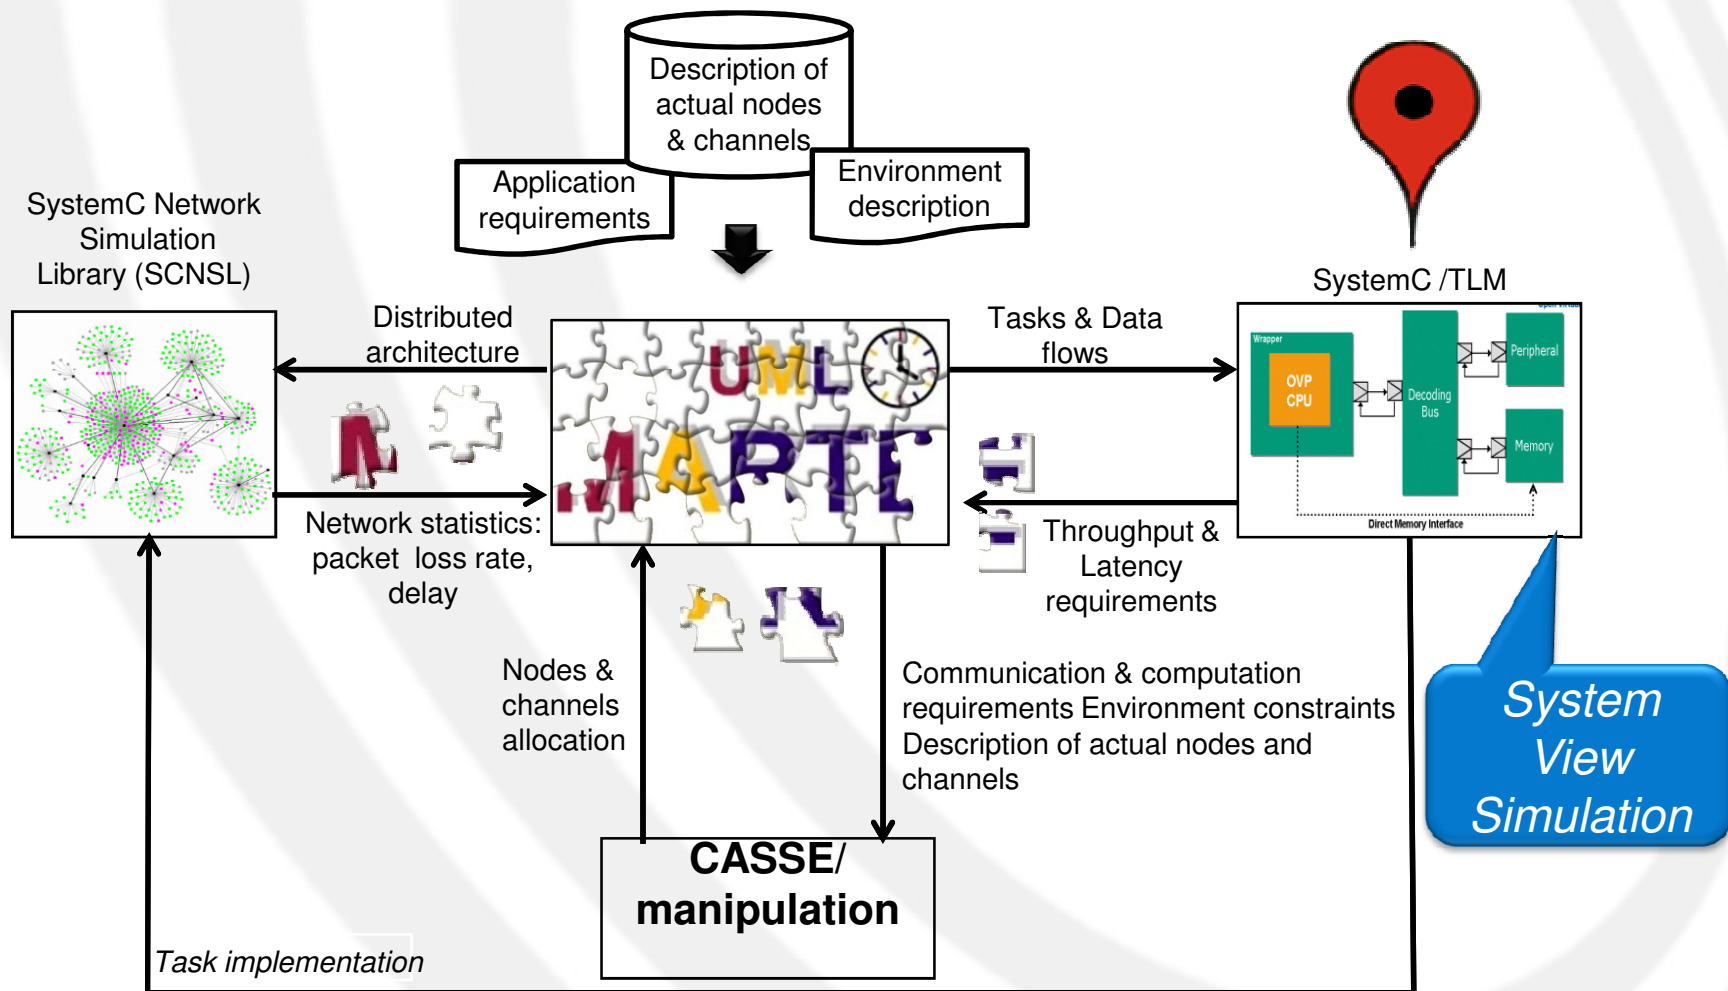 Description of
actual nodes
& channels
Application
requirements
Environment
description
SystemC Network
Simulation
Library (SCNSL)
SystemC /TLM
Distributed
architecture
UML
MARTE
Tasks & Data
flows
Wrapper
OVP
CPU
Decoding
Bus
Peripheral
Memory
Direct Memory Interface
Network statistics:
packet loss rate,
delay
Throughput &
Latency
requirements
Nodes &
channels
allocation
Communication & computation
requirements Environment constraints
Description of actual nodes and
channels
System
View
Simulation
CASSE/
manipulation
Task implementation